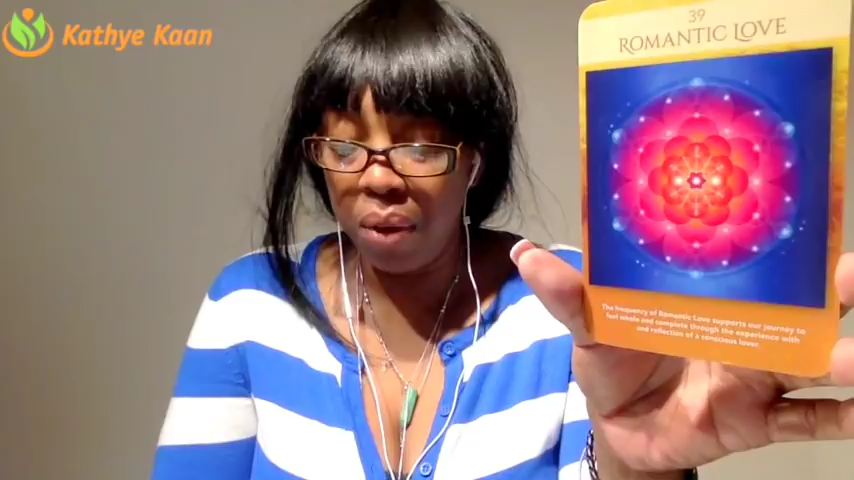 Kathye Kaan
39
ROMANTIC LOVE
The frequency of Romantic Love supports our journey to
feel whole and complete through the experience with
and reflection of a conscious lover.